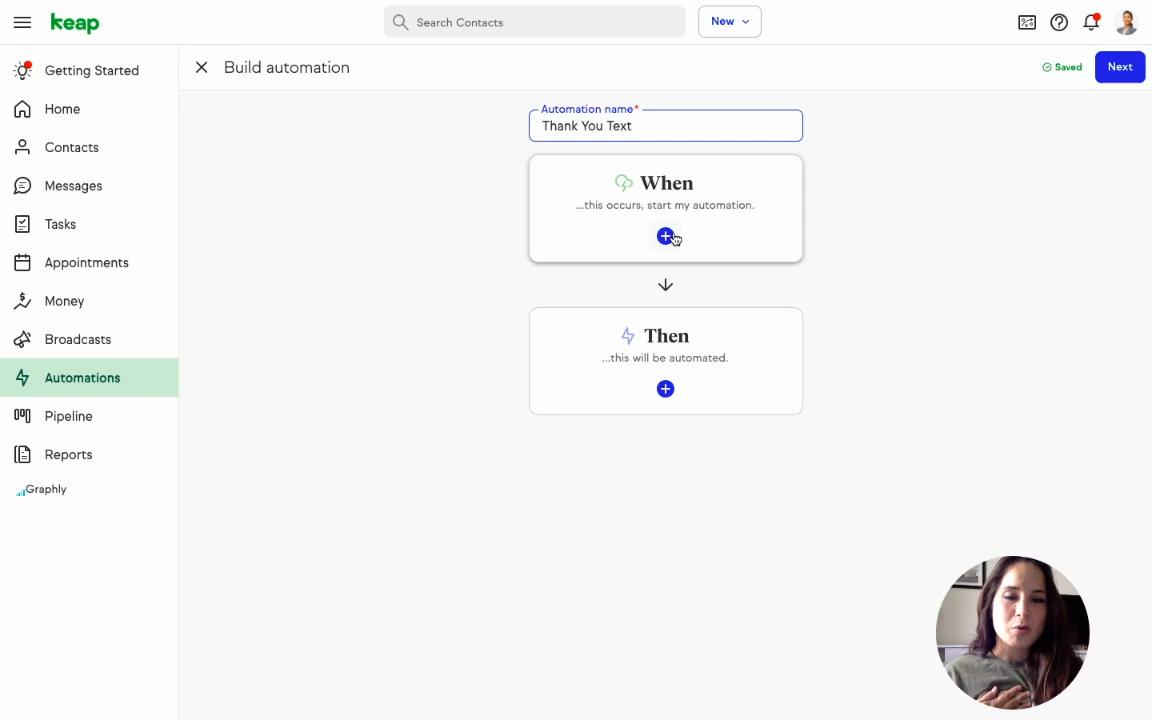 keap
Search Contacts
New
Getting Started
Home
Contacts
Messages
Tasks
Appointments
Money
Broadcasts
Automations
Pipeline
Reports
Graphly
Build automation
Saved
Next
Automation name*
Thank You Text
When
...this occurs, start my automation.
Then
...this will be automated.